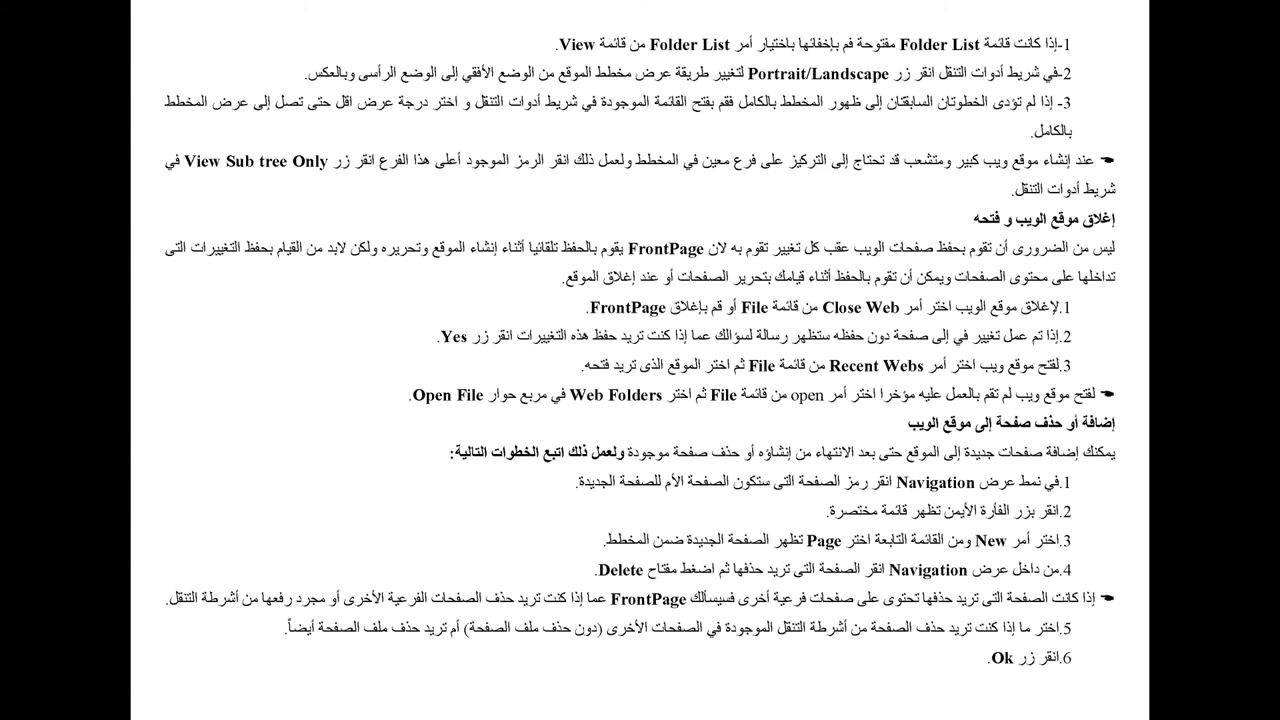 1-إذا كانت قائمة Folder List مفتوحة قم بإخفائها باختيار أمر Folder List من قائمة View.
2-في شريط أدوات التنقل انقر زر Portrait/Landscape لتغيير طريقة عرض مخطط الموقع من الوضع الأفقي إلى الوضع الرأسى وبالعكس.
3- إذا لم تؤدى الخطوتان السابقتان إلى ظهور المخطط بالكامل فقم بفتح القائمة الموجودة في شريط أدوات التنقل و اختر درجة عرض اقل حتى تصل إلى عرض المخطط
بالكامل.
☚ عند إنشاء موقع ويب كبير ومتشعب قد تحتاج إلى التركيز على فرع معين في المخطط ولعمل ذلك انقر الرمز الموجود أعلى هذا الفرع انقر زر View Sub tree Only في
شريط أدوات التنقل.
إغلاق موقع الويب و فتحه
ليس من الضرورى أن تقوم بحفظ صفحات الويب عقب كل تغيير تقوم به لان FrontPage يقوم بالحفظ تلقائيا أثناء إنشاء الموقع وتحريره ولكن لابد من القيام بحفظ التغييرات التى
تداخلها على محتوى الصفحات ويمكن أن تقوم بالحفظ أثناء قيامك بتحرير الصفحات أو عند إغلاق الموقع.
1.لإغلاق موقع الويب اختر أمر Close Web من قائمة File أو قم بإغلاق FrontPage.
2.إذا تم عمل تغيير في إلى صفحة دون حفظه ستظهر رسالة لسؤالك عما إذا كنت تريد حفظ هذه التغييرات انقر زر Yes.
3.لفتح موقع ويب اختر أمر Recent Webs من قائمة File ثم اختر الموقع الذى تريد فتحه.
☚ لفتح موقع ويب لم تقم بالعمل عليه مؤخرا اختر أمر open من قائمة File ثم اختر Web Folders في مربع حوار Open File.
إضافة أو حذف صفحة إلى موقع الويب
يمكنك إضافة صفحات جديدة إلى الموقع حتى بعد الانتهاء من إنشاؤه أو حذف صفحة موجودة ولعمل ذلك اتبع الخطوات التالية:
1.في نمط عرض Navigation انقر رمز الصفحة التى ستكون الصفحة الأم للصفحة الجديدة.
2.انقر بزر الفأرة الأيمن تظهر قائمة مختصرة.
3.اختر أمر New ومن القائمة التابعة اختر Page تظهر الصفحة الجديدة ضمن المخطط.
4.من داخل عرض Navigation انقر الصفحة التى تريد حذفها ثم اضغط مفتاح Delete.
☚ إذا كانت الصفحة التى تريد حذفها تحتوى على صفحات فرعية أخرى فسيسألك FrontPage عما إذا كنت تريد حذف الصفحات الفرعية الأخرى أو مجرد رفعها من أشرطة التنقل.
5.اختر ما إذا كنت تريد حذف الصفحة من أشرطة التنقل الموجودة في الصفحات الأخرى (دون حذف ملف الصفحة) أم تريد حذف ملف الصفحة أيضاً.
6.انقر زر Ok.